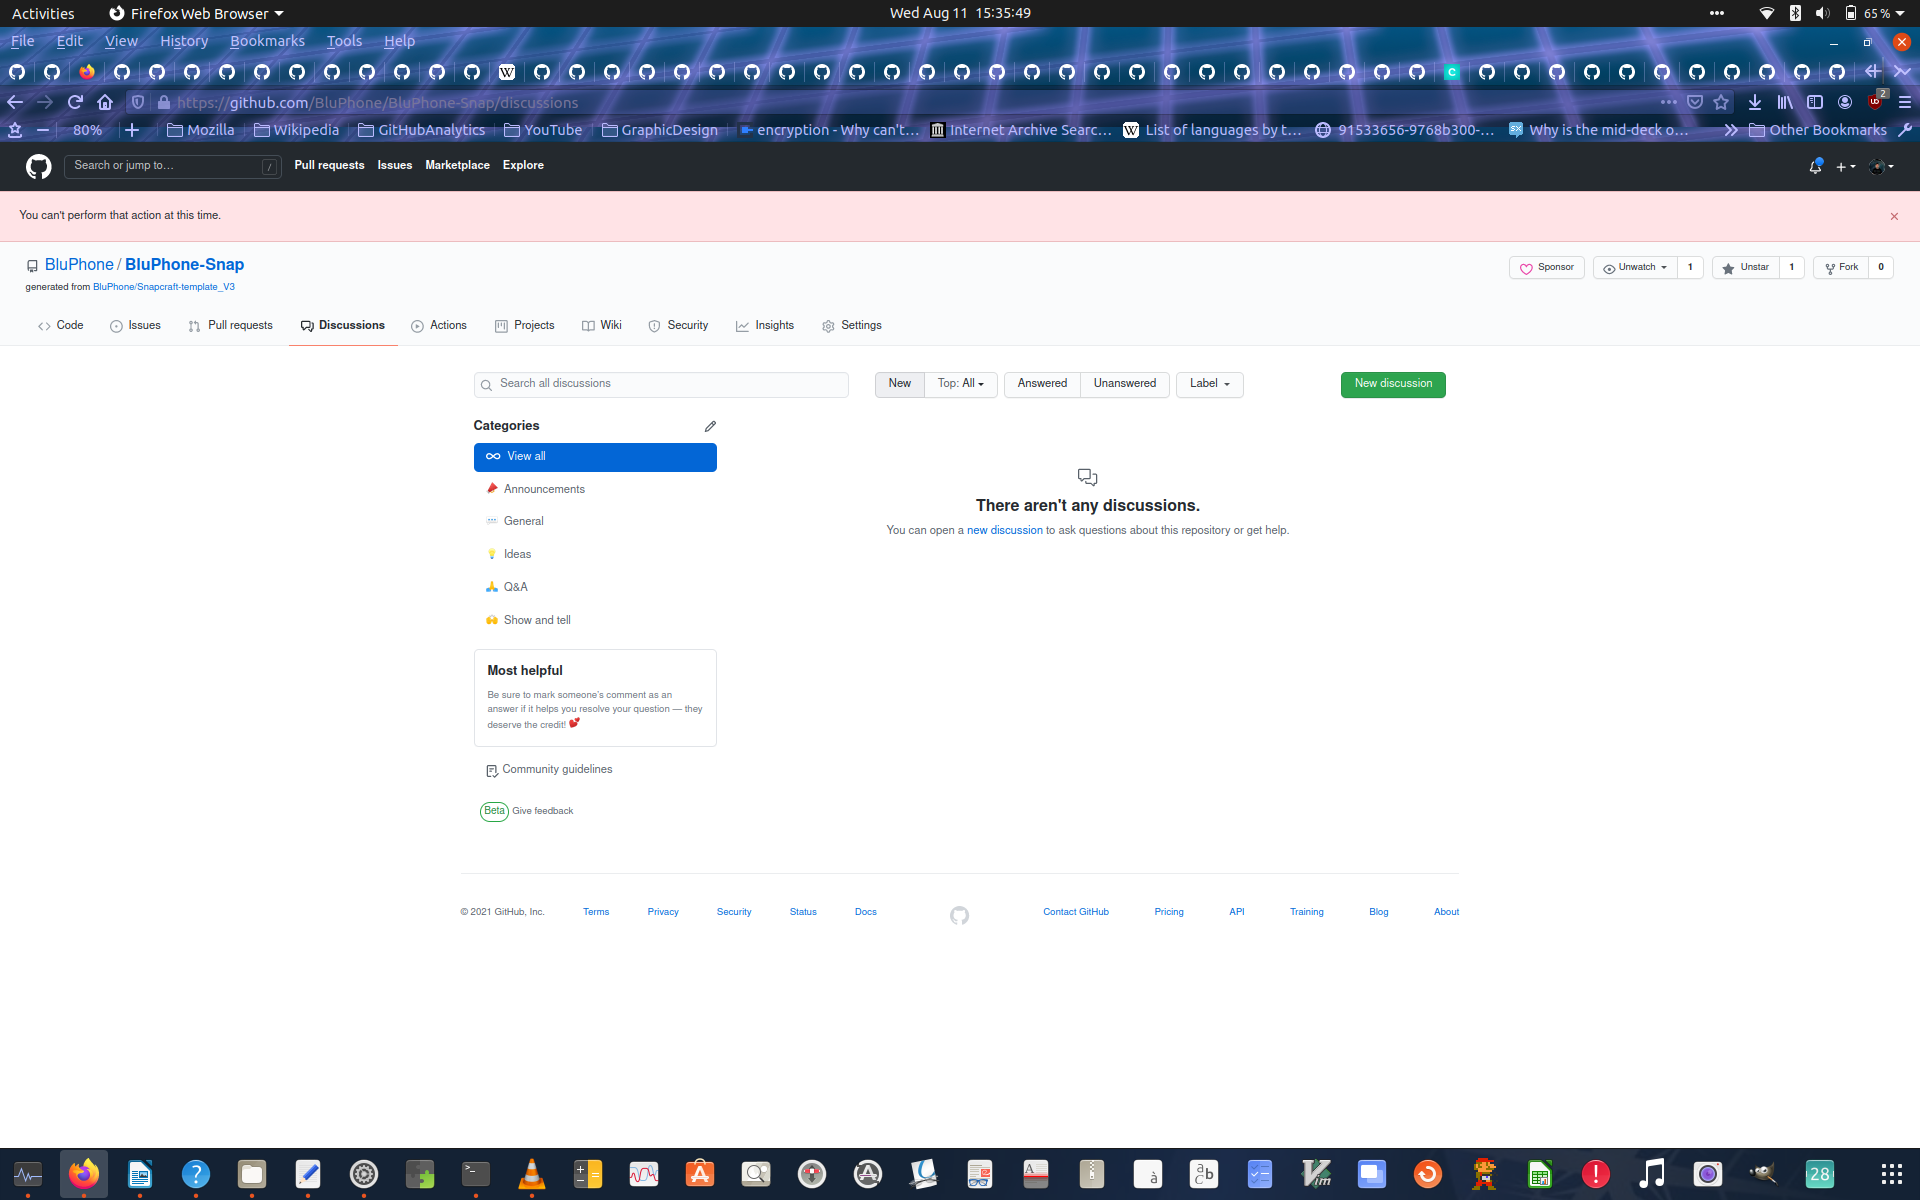 Activities Firefox Web Browser Wed Aug 11 15:35:49 65 %
File Edit View History Bookmarks Tools Help
https://github.com/BluPhone/BluPhone-Snap/discussions 2
80% Mozilla Wikipedia GitHubAnalytics YouTube GraphicDesign encryption - Why can't… Internet Archive Searc… List of languages by t… 91533656-9768b300-… Why is the mid-deck o… Other Bookmarks
Search or jump to… / Pull requests Issues Marketplace Explore
You can't perform that action at this time.
BluPhone / BluPhone-Snap Sponsor Unwatch 1 Unstar 1 Fork 0
generated from BluPhone/Snapcraft-template_V3
Code Issues Pull requests Discussions Actions Projects Wiki Security Insights Settings
Search all discussions New Top: All Answered Unanswered Label New discussion
Categories
View all
Announcements
General
Ideas
Q&A
Show and tell
There aren't any discussions.
You can open a new discussion to ask questions about this repository or get help.
Most helpful
Be sure to mark someone's comment as an
answer if it helps you resolve your question — they
deserve the credit!
Community guidelines
Beta Give feedback
© 2021 GitHub, Inc. Terms Privacy Security Status Docs Contact GitHub Pricing API Training Blog About
28